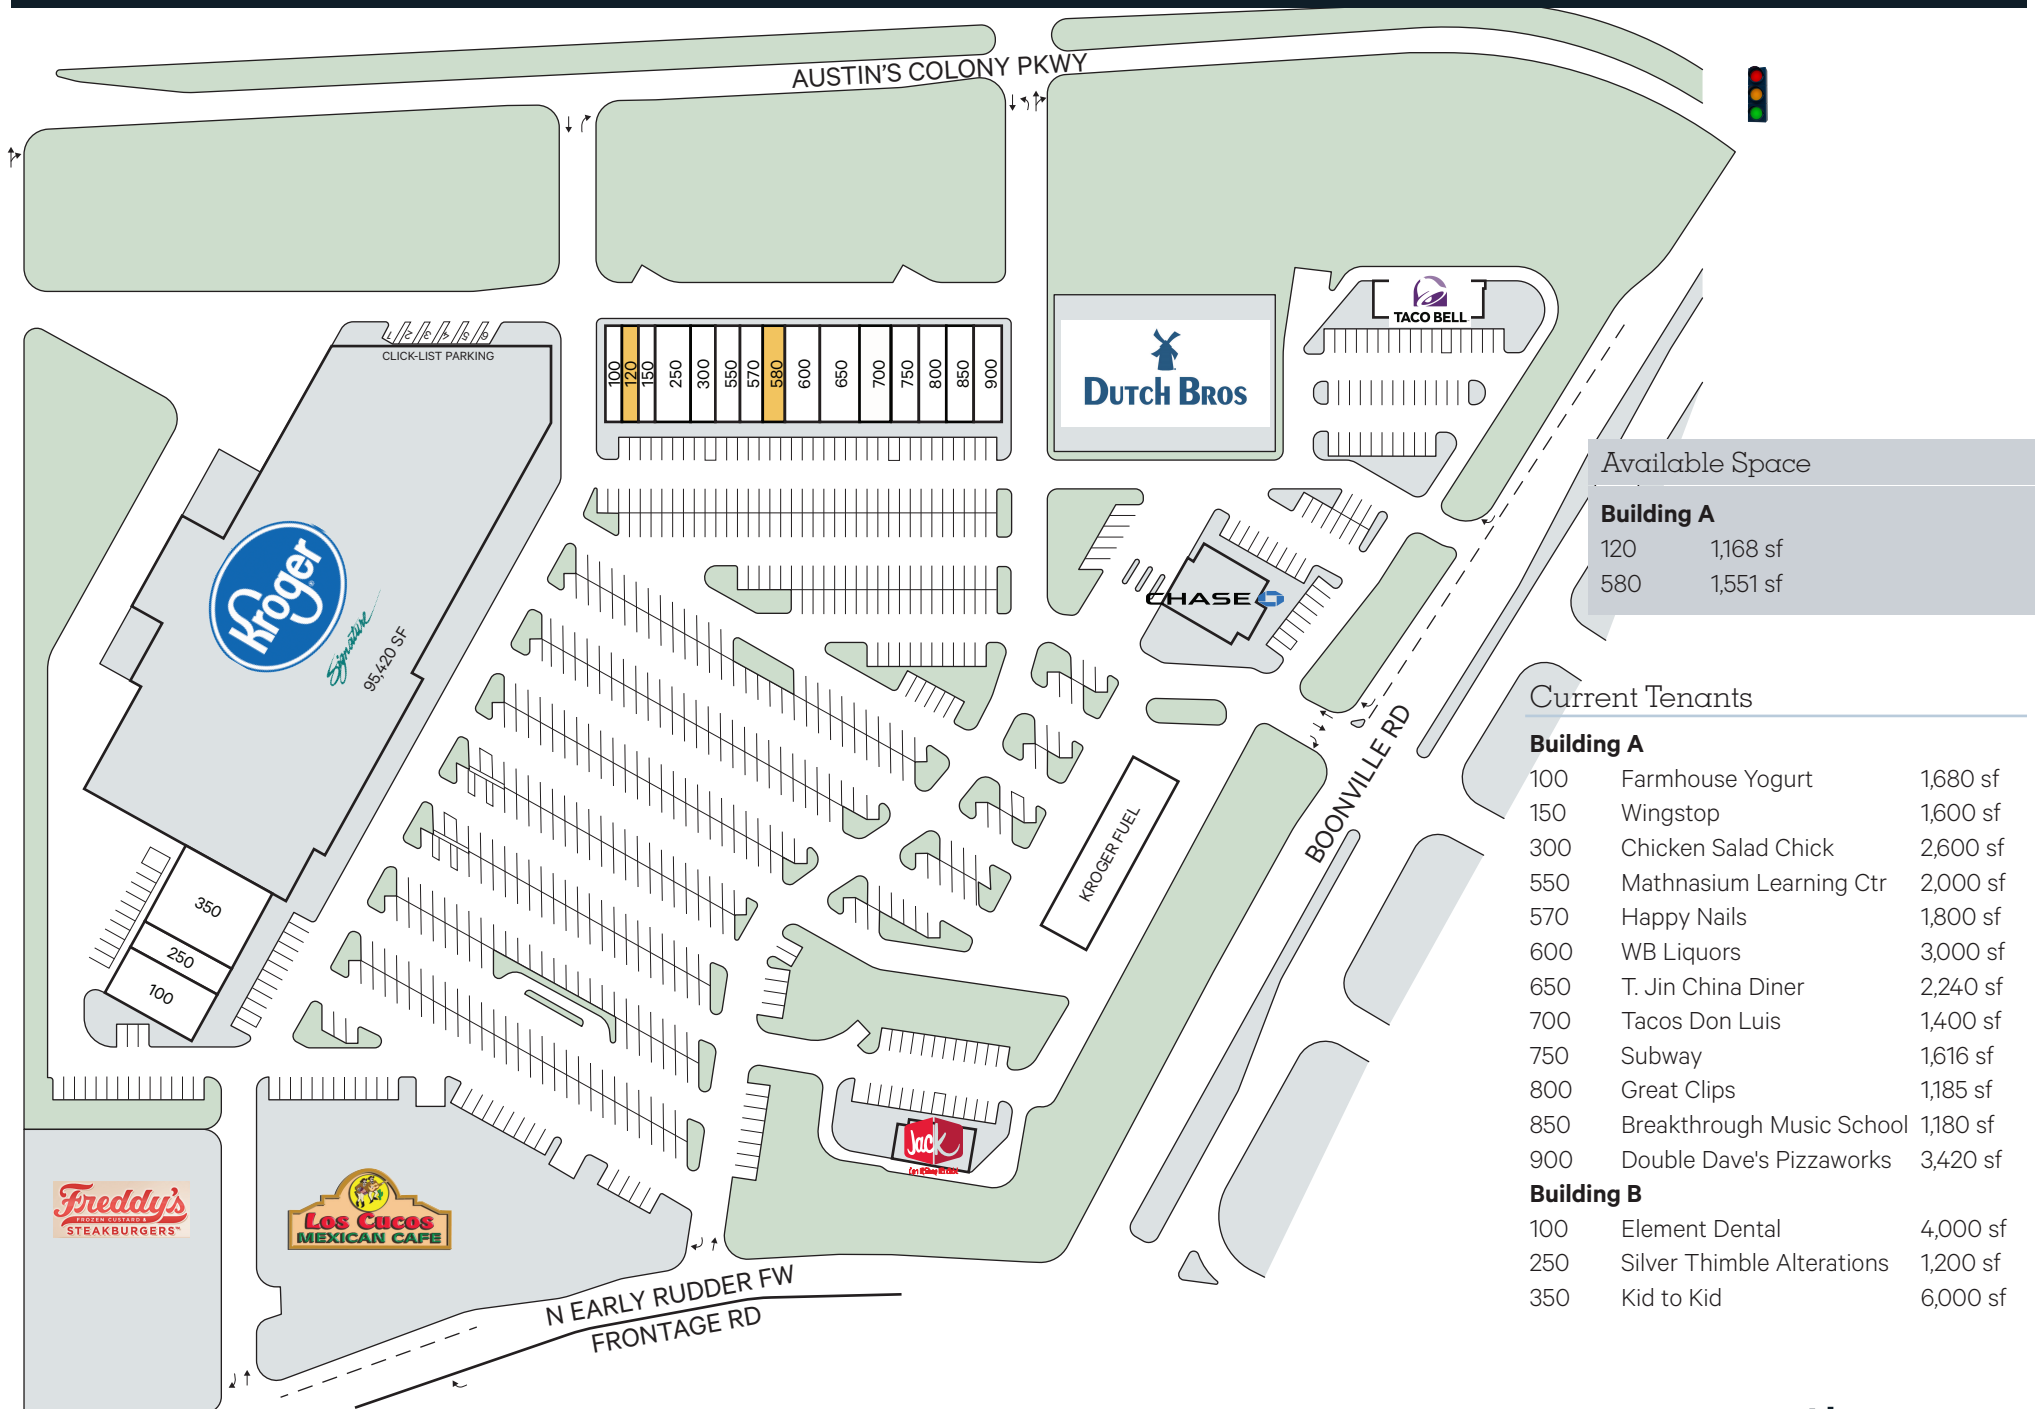 AUSTIN'S COLONY PKWY
1 2 3 4 5 6
CLICK-LIST PARKING
100 120 150 250 300 550 570 580 600 650 700 750 800 850 900
TACO BELL
DUTCH BROS
Kroger
Signature
95,420 SF
CHASE
350
250
100
KROGER FUEL
BOONVILLE RD
Jack
Freddy's
FROZEN CUSTARD &
STEAKBURGERS™
Los Cucos
MEXICAN CAFE
N EARLY RUDDER FW
FRONTAGE RD
Available Space
Building A
120 1,168 sf
580 1,551 sf
Current Tenants
Building A
100 Farmhouse Yogurt 1,680 sf
150 Wingstop 1,600 sf
300 Chicken Salad Chick 2,600 sf
550 Mathnasium Learning Ctr 2,000 sf
570 Happy Nails 1,800 sf
600 WB Liquors 3,000 sf
650 T. Jin China Diner 2,240 sf
700 Tacos Don Luis 1,400 sf
750 Subway 1,616 sf
800 Great Clips 1,185 sf
850 Breakthrough Music School 1,180 sf
900 Double Dave's Pizzaworks 3,420 sf
Building B
100 Element Dental 4,000 sf
250 Silver Thimble Alterations 1,200 sf
350 Kid to Kid 6,000 sf